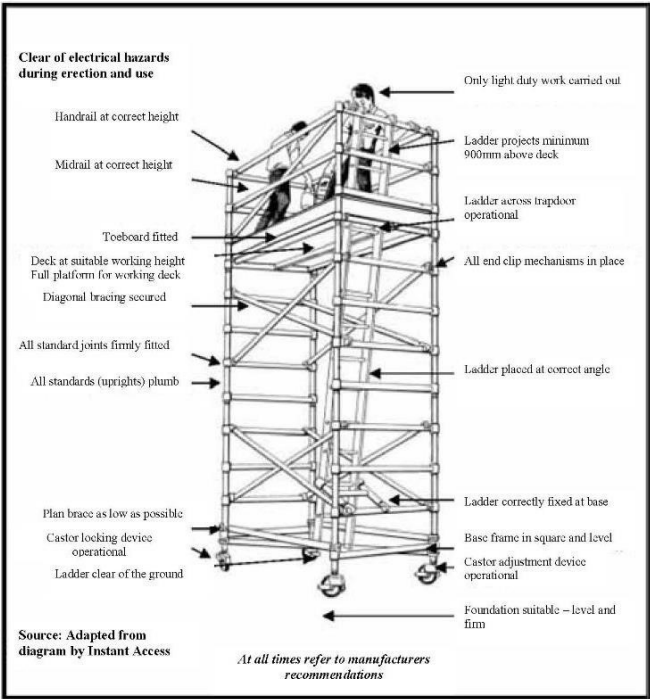 Clear of electrical hazards
during erection and use
Handrail at correct height
Midrail at correct height
Toeboard fitted
Deck at suitable working height
Full platform for working deck
Diagonal bracing secured
All standard joints firmly fitted
All standards (uprights) plumb
Plan brace as low as possible
Castor locking device
operational
Ladder clear of the ground
Only light duty work carried out
Ladder projects minimum
900mm above deck
Ladder across trapdoor
operational
All end clip mechanisms in place
Ladder placed at correct angle
Ladder correctly fixed at base
Base frame in square and level
Castor adjustment device
operational
Foundation suitable – level and
firm
Source: Adapted from
diagram by Instant Access
At all times refer to manufacturers
recommendations